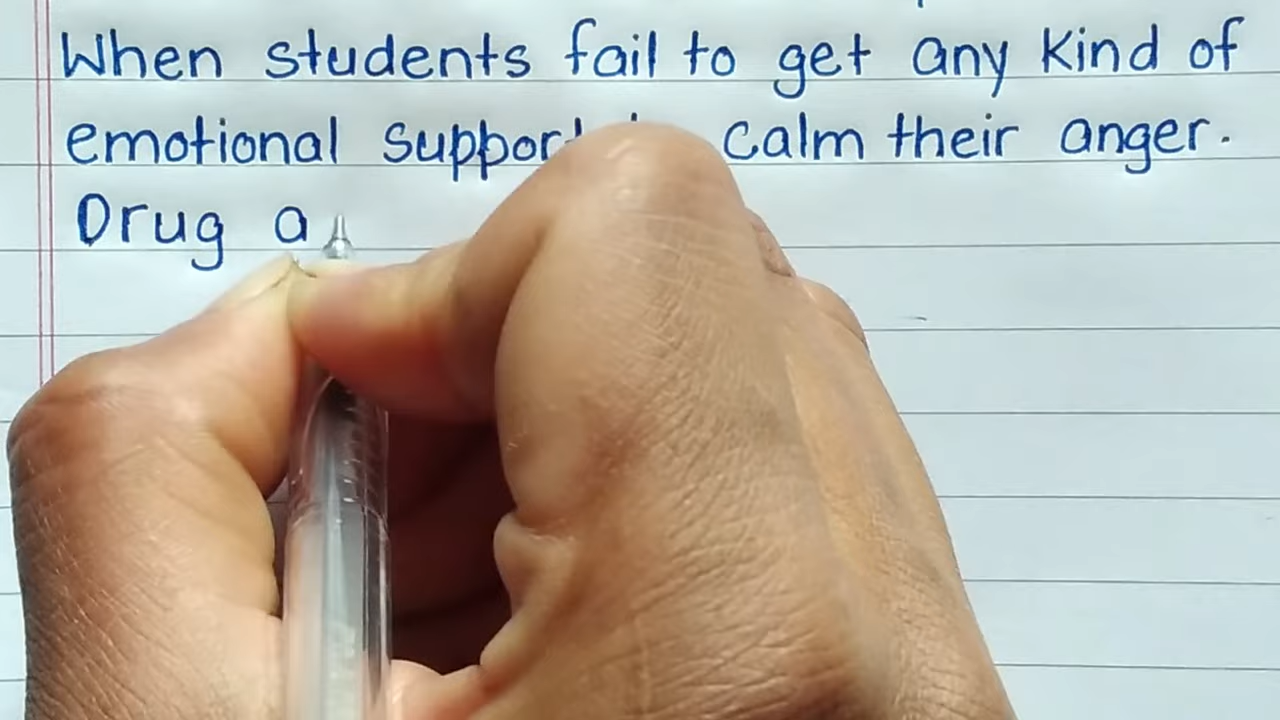 When students fail to get any kind of
emotional support calm their anger.
Drug a